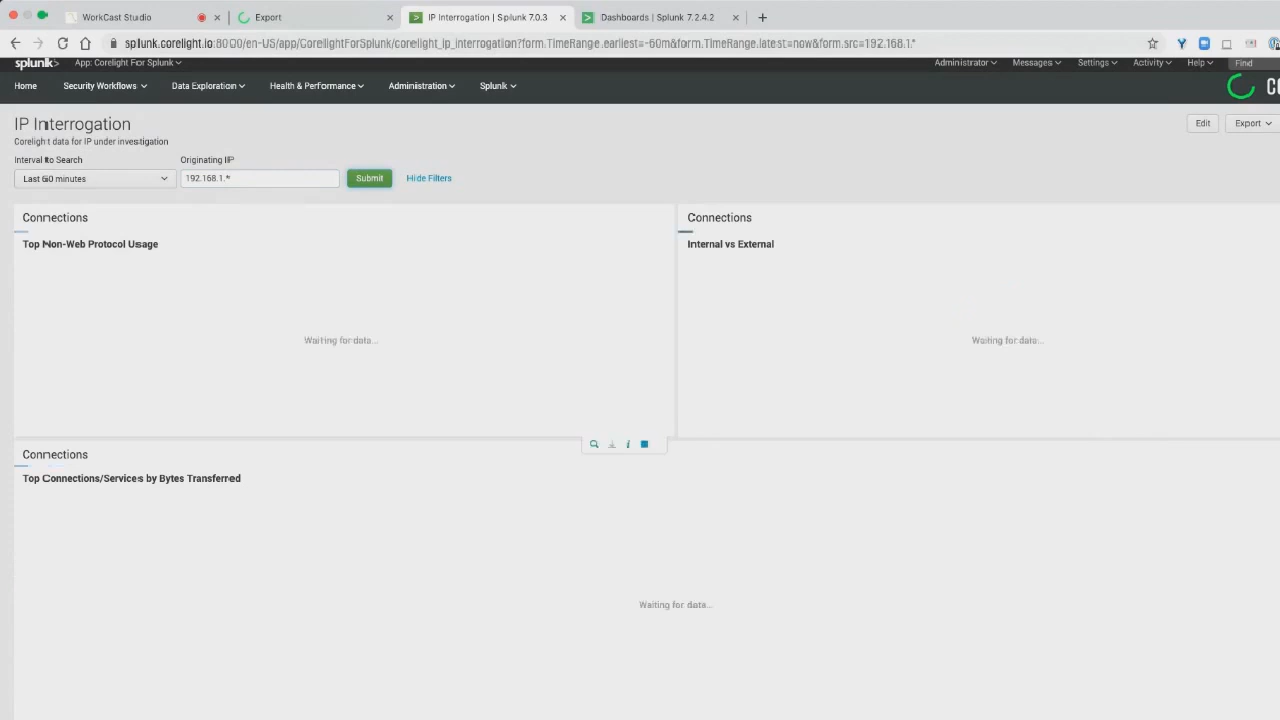 WorkCast Studio
Export
IP Interrogation | Splunk 7.0.3
Dashboards | Splunk 7.2.4.2
splunk.corelight.io:8000/en-US/app/CorelightForSplunk/corelight_ip_interrogation?form.TimeRange.earliest=-60m&form.TimeRange.latest=now&form.src=192.168.1.*
splunk> App: Corelight For Splunk Administrator Messages Settings Activity Help Find
Home Security Workflows Data Exploration Health & Performance Administration Splunk
IP Interrogation
Edit Export
Corelight data for IP under investigation
Interval to Search Originating IP
Last 60 minutes 192.168.1.* Submit Hide Filters
Connections
Top Non-Web Protocol Usage
Waiting for data...
Connections
Internal vs External
Waiting for data...
Connections
Top Connections/Services by Bytes Transferred
Waiting for data...